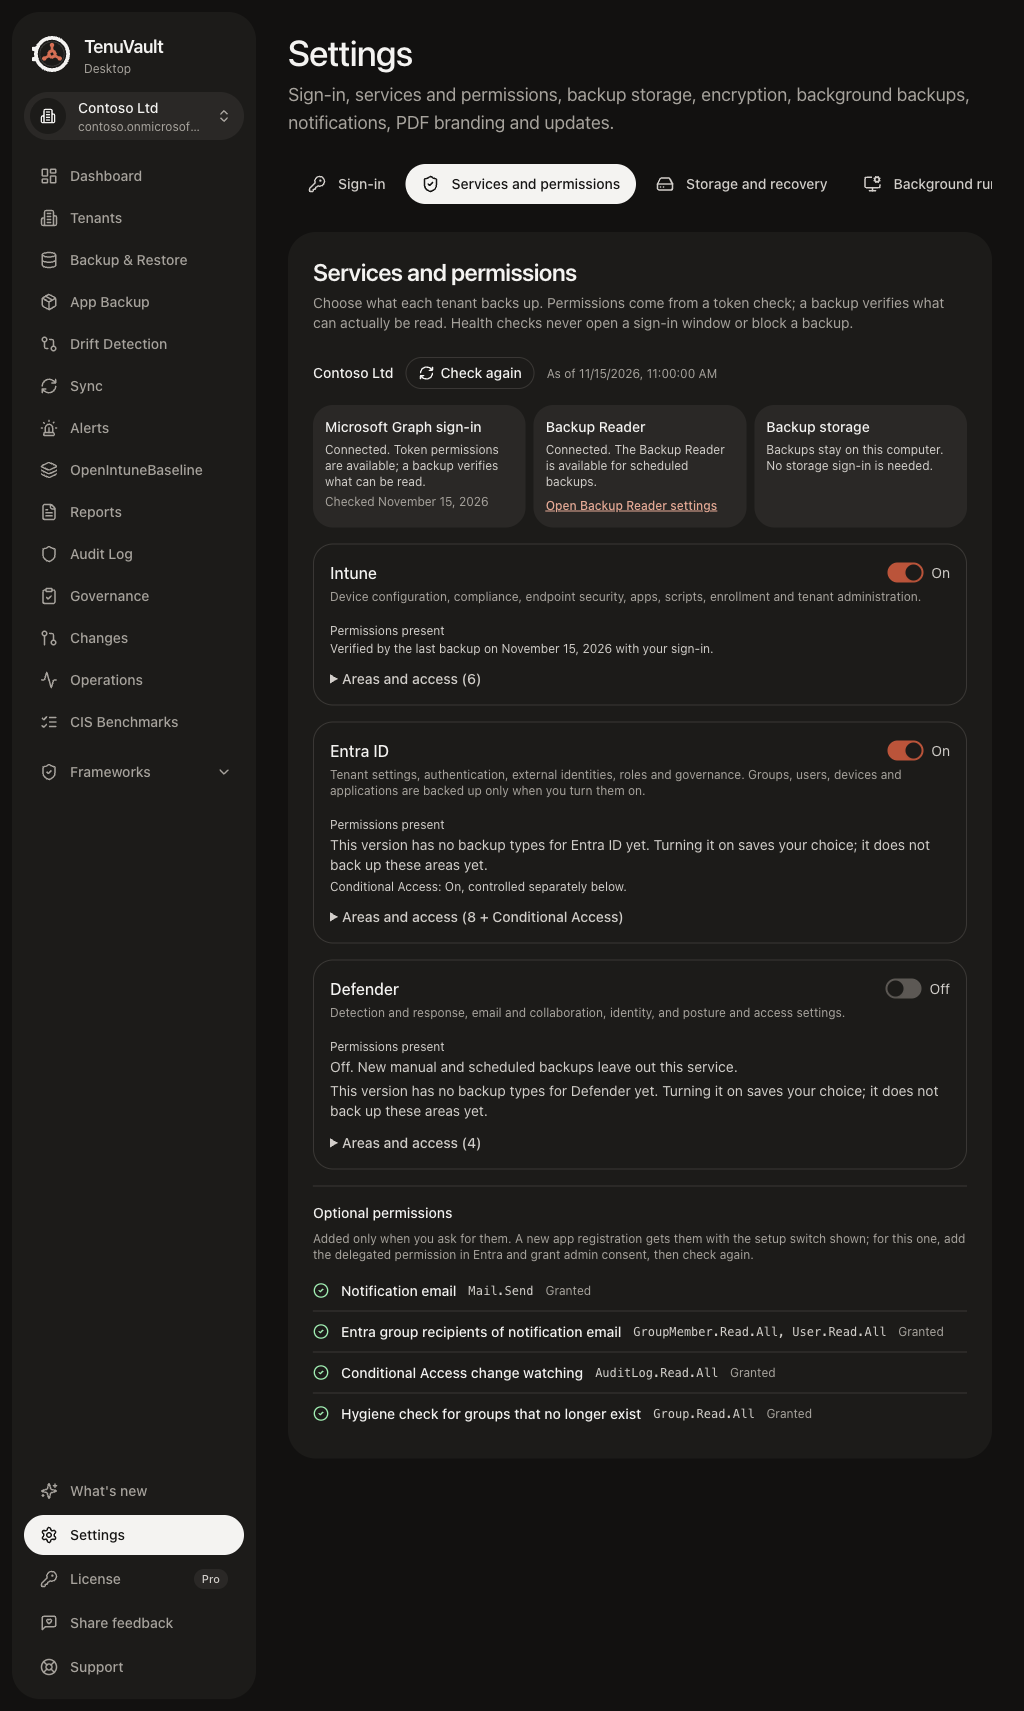 TenuVault
Desktop
Contoso Ltd
contoso.onmicrosof...
Dashboard
Tenants
Backup & Restore
App Backup
Drift Detection
Sync
Alerts
OpenIntuneBaseline
Reports
Audit Log
Governance
Changes
Operations
CIS Benchmarks
Frameworks
What's new
Settings
License
Pro
Share feedback
Support
Settings
Sign-in, services and permissions, backup storage, encryption, background backups,
notifications, PDF branding and updates.
Sign-in
Services and permissions
Storage and recovery
Background ru
Services and permissions
Choose what each tenant backs up. Permissions come from a token check; a backup verifies what
can actually be read. Health checks never open a sign-in window or block a backup.
Contoso Ltd
Check again
As of 11/15/2026, 11:00:00 AM
Microsoft Graph sign-in
Connected. Token permissions
are available; a backup verifies
what can be read.
Checked November 15, 2026
Backup Reader
Connected. The Backup Reader
is available for scheduled
backups.
Open Backup Reader settings
Backup storage
Backups stay on this computer.
No storage sign-in is needed.
Intune
On
Device configuration, compliance, endpoint security, apps, scripts, enrollment and tenant administration.
Permissions present
Verified by the last backup on November 15, 2026 with your sign-in.
Areas and access (6)
Entra ID
On
Tenant settings, authentication, external identities, roles and governance. Groups, users, devices and
applications are backed up only when you turn them on.
Permissions present
This version has no backup types for Entra ID yet. Turning it on saves your choice; it does not
back up these areas yet.
Conditional Access: On, controlled separately below.
Areas and access (8 + Conditional Access)
Defender
Off
Detection and response, email and collaboration, identity, and posture and access settings.
Permissions present
Off. New manual and scheduled backups leave out this service.
This version has no backup types for Defender yet. Turning it on saves your choice; it does not
back up these areas yet.
Areas and access (4)
Optional permissions
Added only when you ask for them. A new app registration gets them with the setup switch shown; for this one, add
the delegated permission in Entra and grant admin consent, then check again.
Notification email Mail.Send Granted
Entra group recipients of notification email GroupMember.Read.All, User.Read.All Granted
Conditional Access change watching AuditLog.Read.All Granted
Hygiene check for groups that no longer exist Group.Read.All Granted